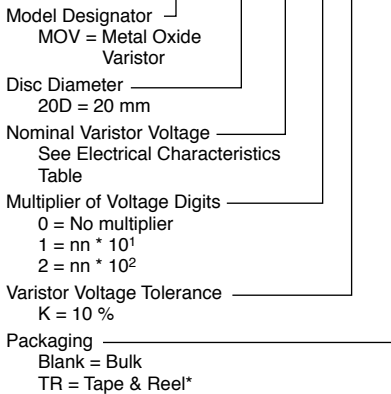 Model Designator
MOV = Metal Oxide
Varistor
Disc Diameter
20D = 20 mm
Nominal Varistor Voltage
See Electrical Characteristics
Table
Multiplier of Voltage Digits
0 = No multiplier
1 = nn * 10¹
2 = nn * 10²
Varistor Voltage Tolerance
K = 10 %
Packaging
Blank = Bulk
TR = Tape & Reel*